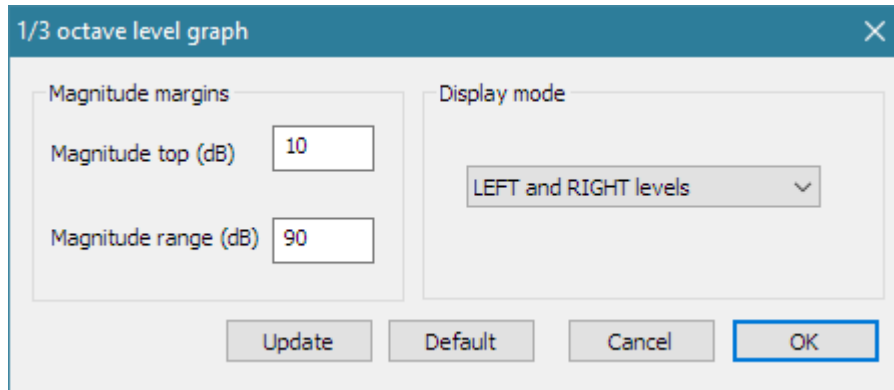 1/3 octave level graph
Magnitude margins
Magnitude top (dB) 10
Magnitude range (dB) 90
Display mode
LEFT and RIGHT levels
Update Default Cancel OK